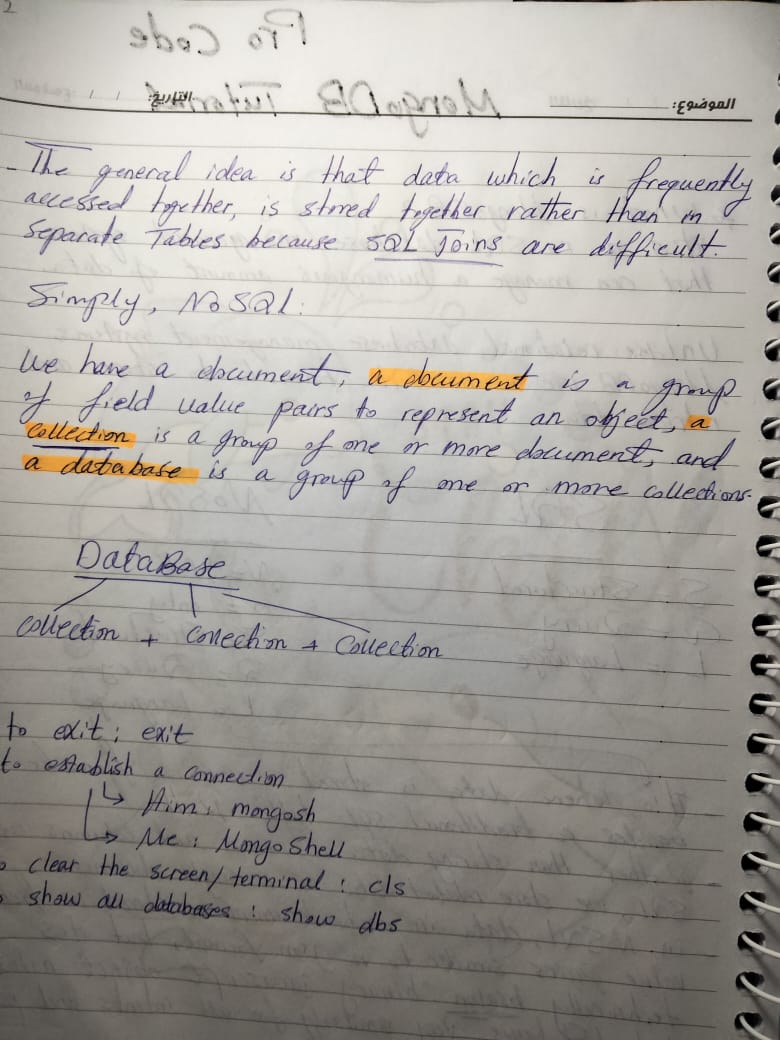 2
Pro Code
MongoDB Tutorial
الموضوع: التاريخ: / /
- The general idea is that data which is frequently
accessed together, is stored together rather than in
Separate Tables because SQL Joins are difficult.
Simply, NoSQL:
We have a document, a document is a group
of field value pairs to represent an object, a
collection is a group of one or more document, and
a database is a group of one or more collections.
DataBase
collection + Collection + Collection
to exit: exit
to establish a connection
↳ Him: mongosh
↳ Me: Mongo Shell
clear the screen/terminal: cls
show all databases: show dbs